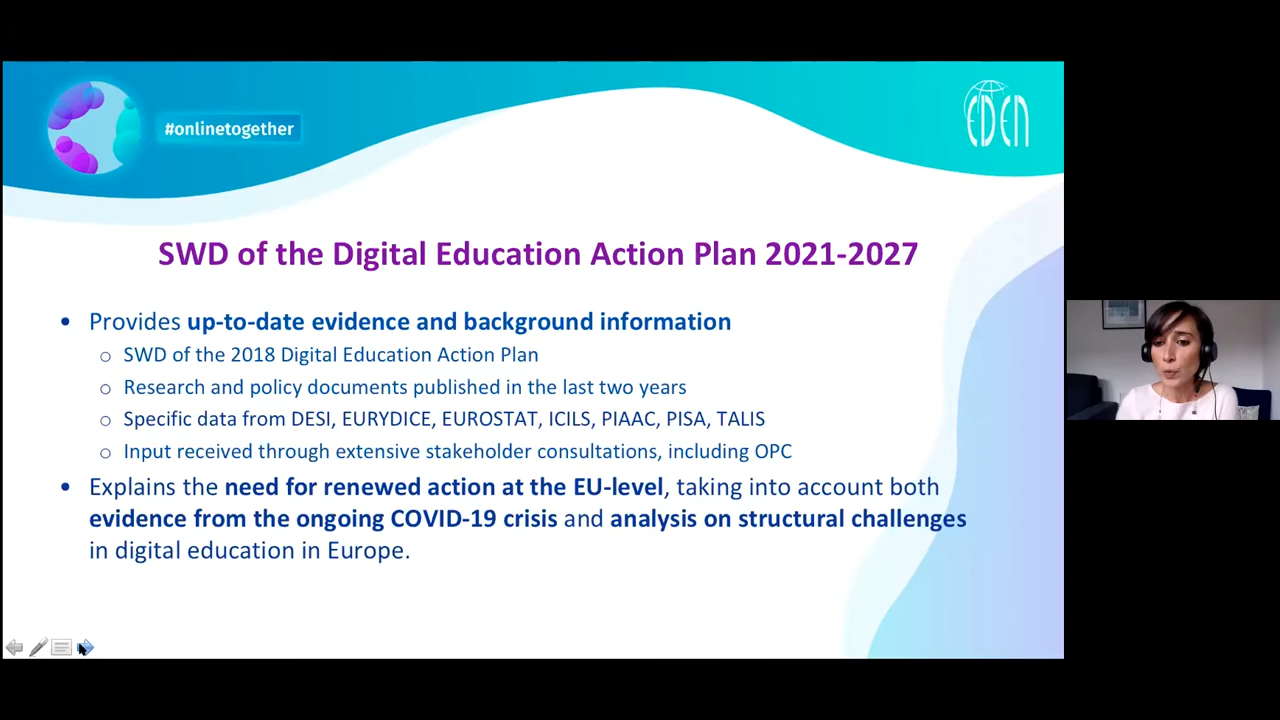 #onlinetogether
EDEN
SWD of the Digital Education Action Plan 2021-2027
• Provides up-to-date evidence and background information
○ SWD of the 2018 Digital Education Action Plan
○ Research and policy documents published in the last two years
○ Specific data from DESI, EURYDICE, EUROSTAT, ICILS, PIAAC, PISA, TALIS
○ Input received through extensive stakeholder consultations, including OPC
• Explains the need for renewed action at the EU-level, taking into account both
evidence from the ongoing COVID-19 crisis and analysis on structural challenges
in digital education in Europe.